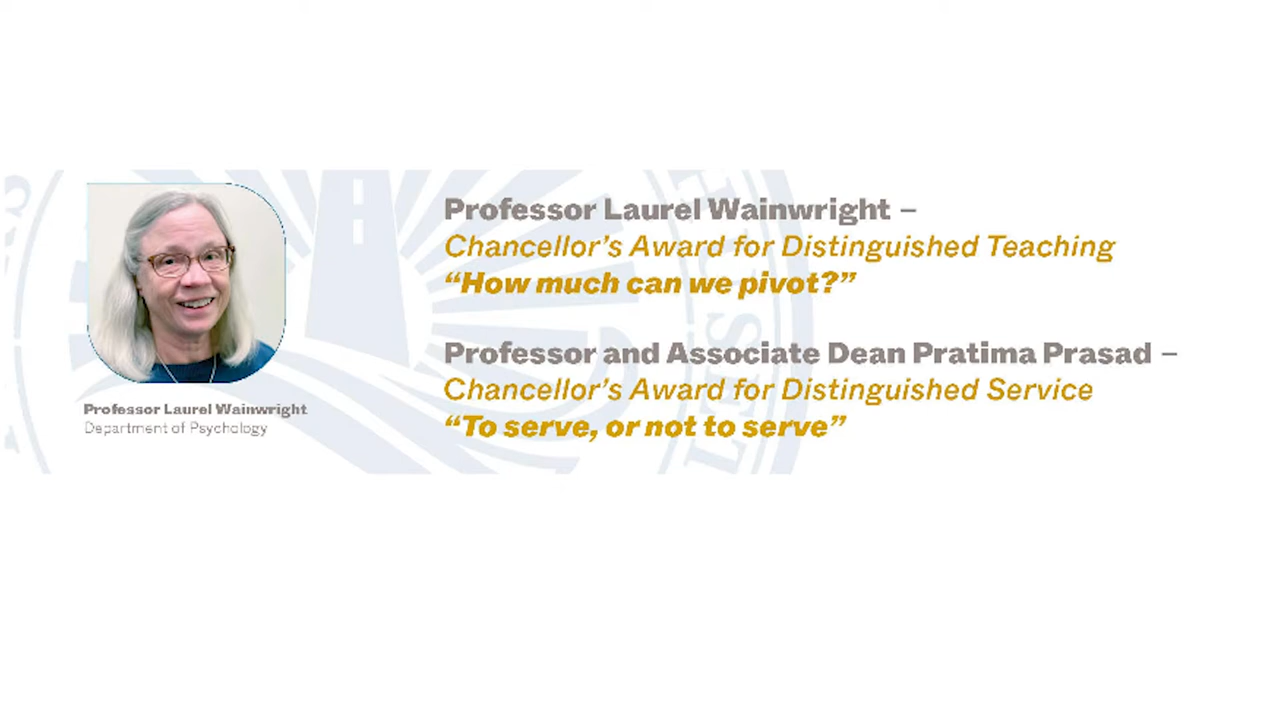 Professor Laurel Wainwright –
Chancellor’s Award for Distinguished Teaching
“How much can we pivot?”
Professor and Associate Dean Pratima Prasad –
Chancellor’s Award for Distinguished Service
“To serve, or not to serve”
Professor Laurel Wainwright
Department of Psychology